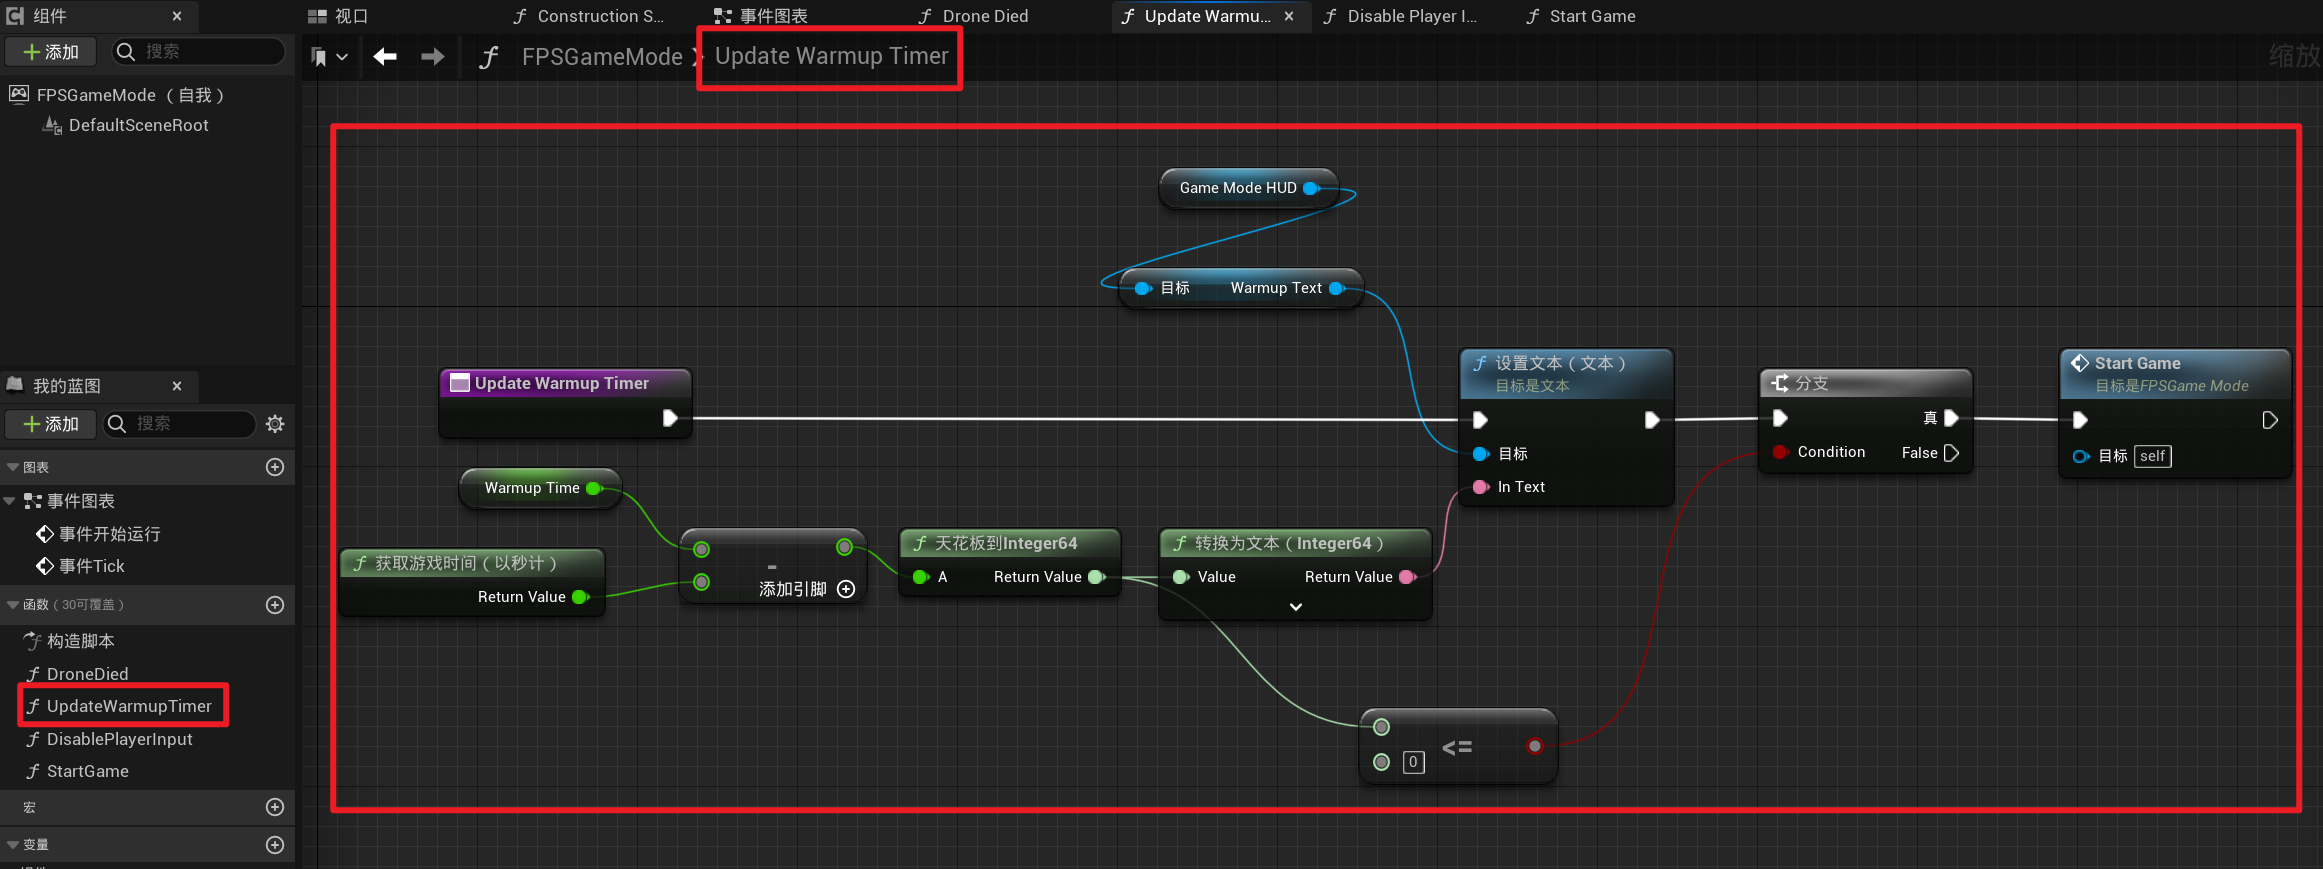 组件
添加
搜索
FPSGameMode （自我）
DefaultSceneRoot
我的蓝图
添加
搜索
图表
事件图表
事件开始运行
事件Tick
函数（30可覆盖）
构造脚本
DroneDied
UpdateWarmupTimer
DisablePlayerInput
StartGame
宏
变量
视口
Construction S...
事件图表
Drone Died
Update Warmu...
Disable Player I...
Start Game
FPSGameMode
Update Warmup Timer
缩放
Game Mode HUD
目标 Warmup Text
Update Warmup Timer
Warmup Time
获取游戏时间（以秒计）
Return Value
-
添加引脚
天花板到Integer64
A Return Value
转换为文本（Integer64）
Value Return Value
设置文本（文本）
目标是文本
目标
In Text
分支
真
Condition False
Start Game
目标是FPSGame Mode
目标 self
<=
0